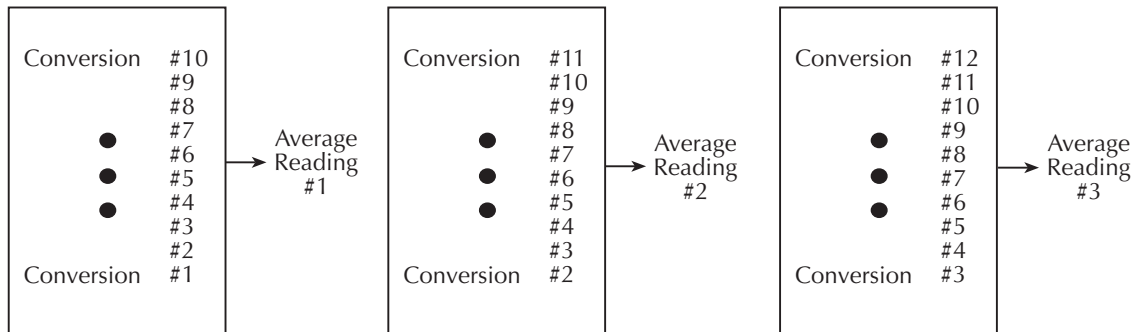 Conversion #10
#9
#8
#7
#6
#5
#4
#3
#2
Conversion #1
Average
Reading
#1
Conversion #11
#10
#9
#8
#7
#6
#5
#4
#3
Conversion #2
Average
Reading
#2
Conversion #12
#11
#10
#9
#8
#7
#6
#5
#4
Conversion #3
Average
Reading
#3